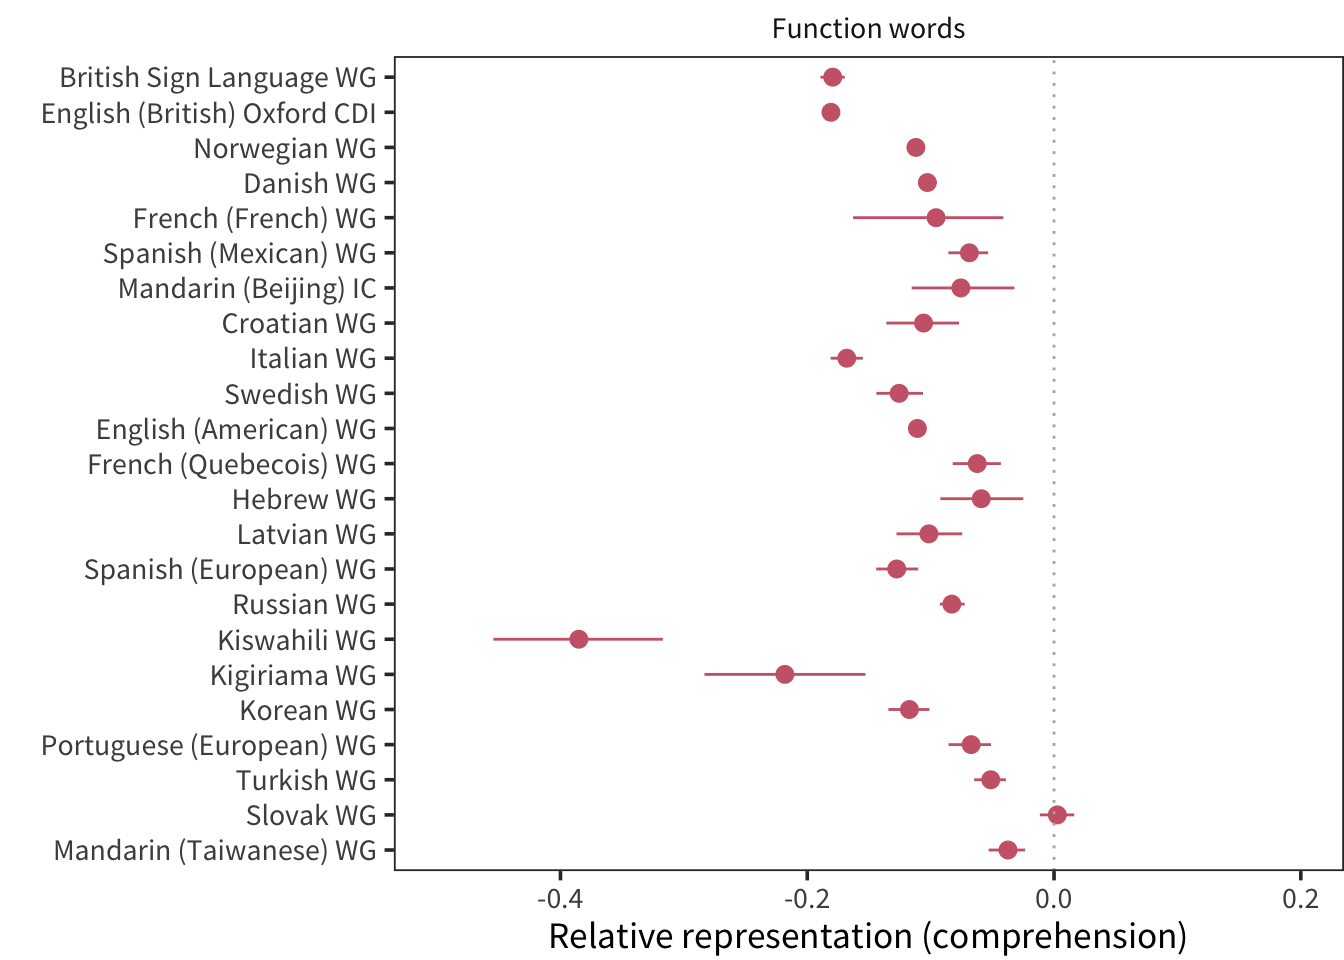 Function words
British Sign Language WG
English (British) Oxford CDI
Norwegian WG
Danish WG
French (French) WG
Spanish (Mexican) WG
Mandarin (Beijing) IC
Croatian WG
Italian WG
Swedish WG
English (American) WG
French (Quebecois) WG
Hebrew WG
Latvian WG
Spanish (European) WG
Russian WG
Kiswahili WG
Kigiriama WG
Korean WG
Portuguese (European) WG
Turkish WG
Slovak WG
Mandarin (Taiwanese) WG
-0.4 -0.2 0.0 0.2
Relative representation (comprehension)